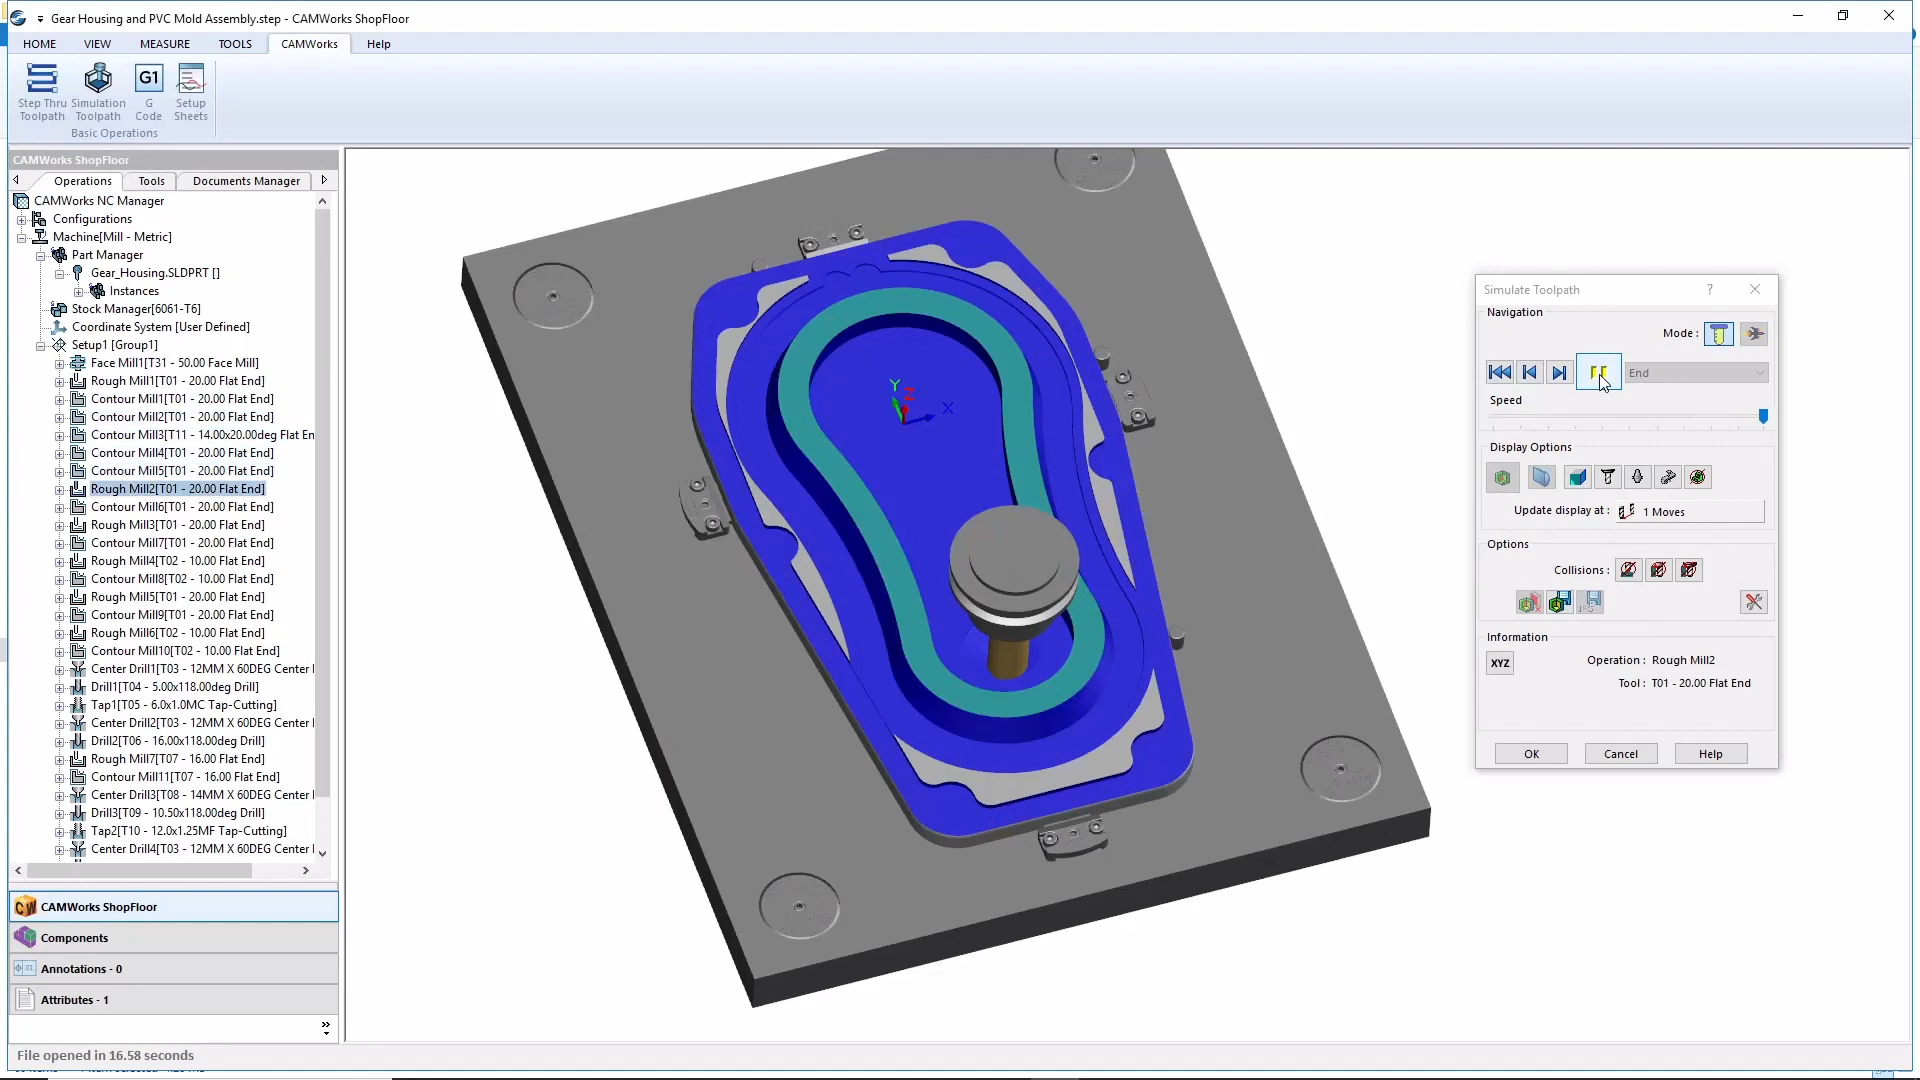 Gear Housing and PVC Mold Assembly.step - CAMWorks ShopFloor
HOME VIEW MEASURE TOOLS CAMWorks Help
G1
Step Thru Toolpath
Simulation Toolpath
G Code
Setup Sheets
Basic Operations
CAMWorks ShopFloor
Operations Tools Documents Manager
CAMWorks NC Manager
Configurations
Machine[Mill - Metric]
Part Manager
Gear_Housing.SLDPRT []
Instances
Stock Manager[6061-T6]
Coordinate System [User Defined]
Setup1 [Group1]
Face Mill1[T31 - 50.00 Face Mill]
Rough Mill1[T01 - 20.00 Flat End]
Contour Mill1[T01 - 20.00 Flat End]
Contour Mill2[T01 - 20.00 Flat End]
Contour Mill3[T11 - 14.00x20.00deg Flat En
Contour Mill4[T01 - 20.00 Flat End]
Contour Mill5[T01 - 20.00 Flat End]
Rough Mill2[T01 - 20.00 Flat End]
Contour Mill6[T01 - 20.00 Flat End]
Rough Mill3[T01 - 20.00 Flat End]
Contour Mill7[T01 - 20.00 Flat End]
Rough Mill4[T02 - 10.00 Flat End]
Contour Mill8[T02 - 10.00 Flat End]
Rough Mill5[T01 - 20.00 Flat End]
Contour Mill9[T01 - 20.00 Flat End]
Rough Mill6[T02 - 10.00 Flat End]
Contour Mill10[T02 - 10.00 Flat End]
Center Drill1[T03 - 12MM X 60DEG Center
Drill1[T04 - 5.00x118.00deg Drill]
Tap1[T05 - 6.0x1.0MC Tap-Cutting]
Center Drill2[T03 - 12MM X 60DEG Center
Drill2[T06 - 16.00x118.00deg Drill]
Rough Mill7[T07 - 16.00 Flat End]
Contour Mill11[T07 - 16.00 Flat End]
Center Drill3[T08 - 14MM X 60DEG Center
Drill3[T09 - 10.50x118.00deg Drill]
Tap2[T10 - 12.0x1.25MF Tap-Cutting]
Center Drill4[T03 - 12MM X 60DEG Center
CAMWorks ShopFloor
Components
Annotations - 0
Attributes - 1
File opened in 16.58 seconds
Y Z X
Simulate Toolpath ?
Navigation
Mode :
End
Speed
Display Options
Update display at : 1 Moves
Options
Collisions :
Information
XYZ
Operation : Rough Mill2
Tool : T01 - 20.00 Flat End
OK Cancel Help